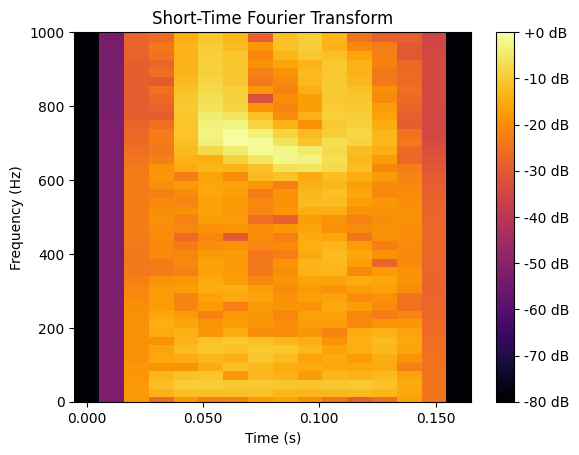 Short-Time Fourier Transform
1000
800
600
400
200
0
Frequency (Hz)
0.000
0.050
0.100
0.150
Time (s)
+0 dB
-10 dB
-20 dB
-30 dB
-40 dB
-50 dB
-60 dB
-70 dB
-80 dB